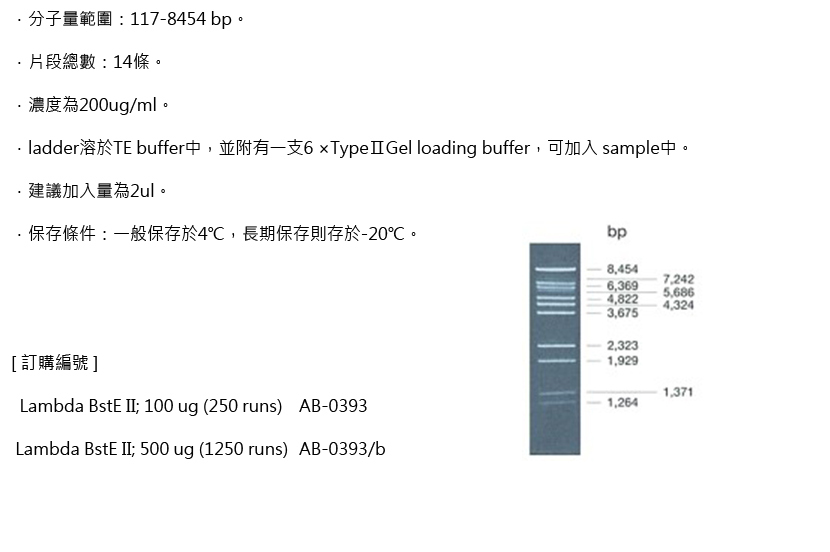 · 分子量範圍：117-8454 bp。
· 片段總數：14條。
· 濃度為200ug/ml。
· ladder溶於TE buffer中，並附有一支6 ×TypeⅡGel loading buffer，可加入 sample中。
· 建議加入量為2ul。
· 保存條件：一般保存於4℃，長期保存則存於-20℃。
bp
8,454
7,242
6,369
5,686
4,822
4,324
3,675
2,323
1,929
1,371
1,264
[ 訂購編號 ]
Lambda BstE II; 100 ug (250 runs) AB-0393
Lambda BstE II; 500 ug (1250 runs) AB-0393/b